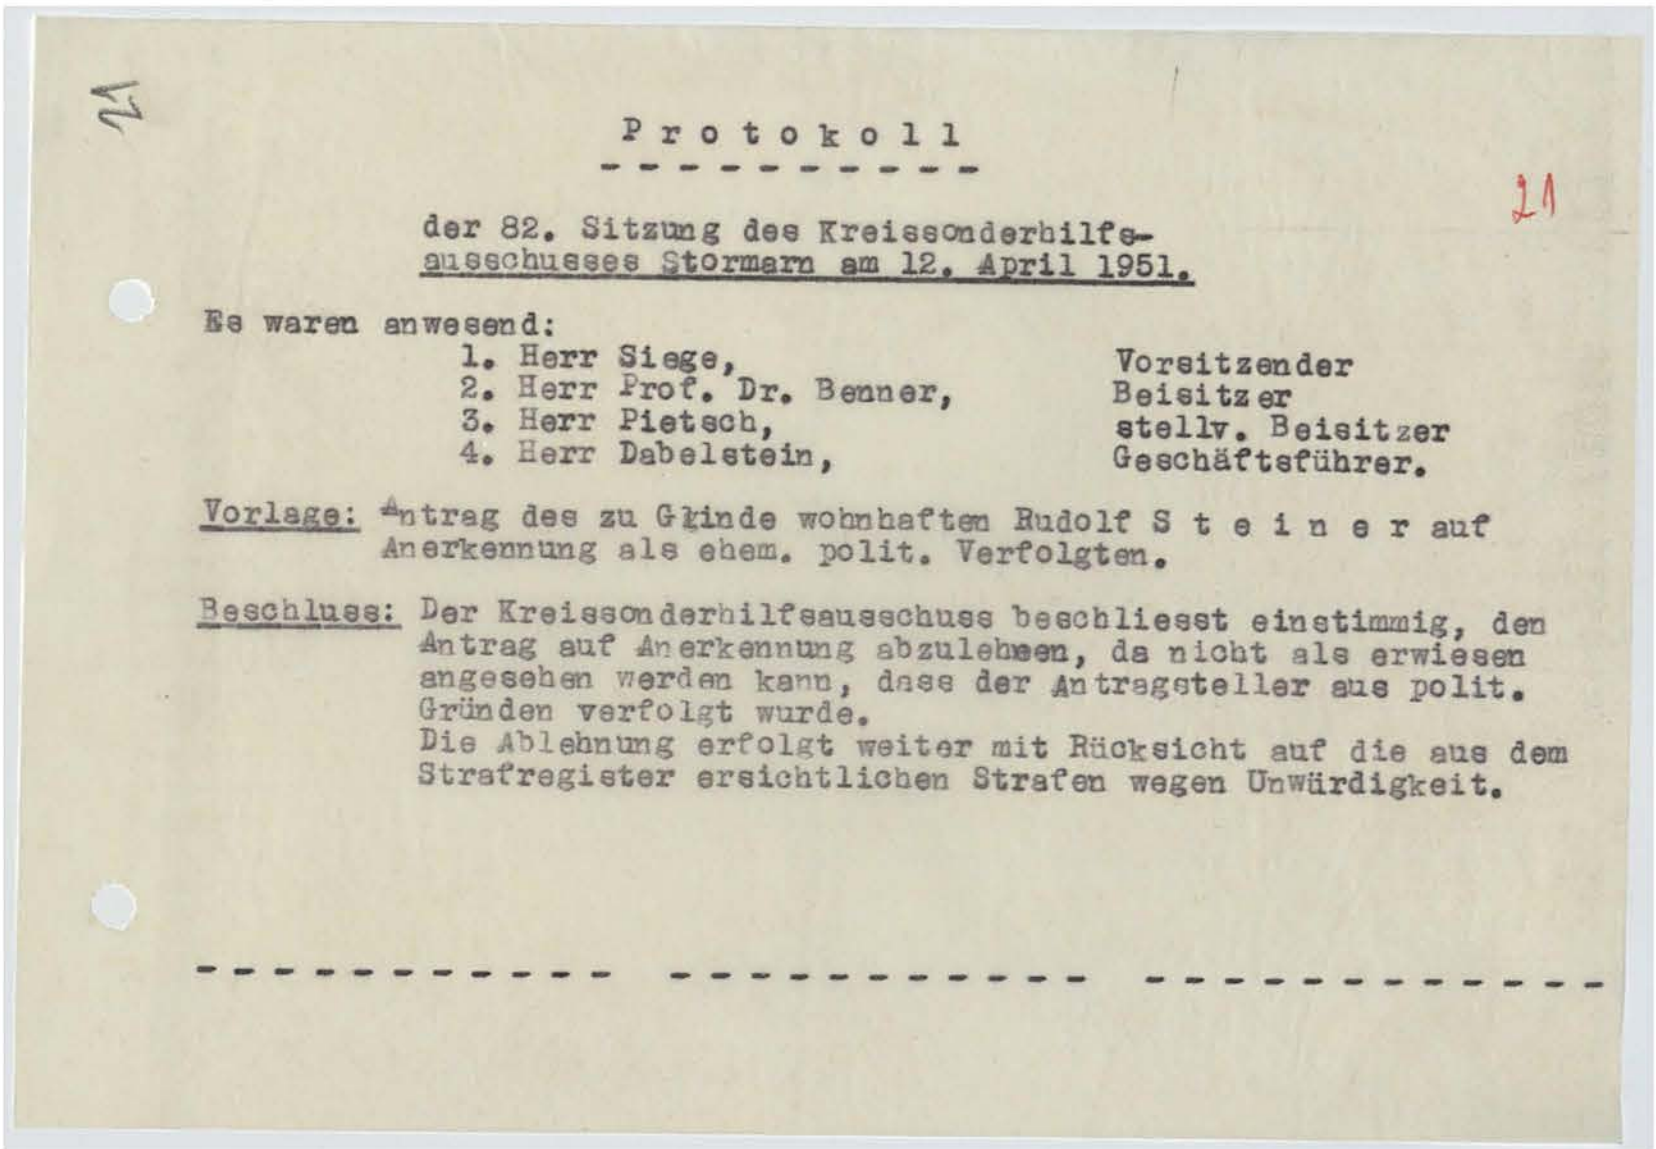 21
P r o t o k o l l
- - - - - - - - - -
21
der 82. Sitzung des Kreissonderhilfs-
ausschusses Stormarn am 12. April 1951.
Es waren anwesend:
1. Herr Siege, Vorsitzender
2. Herr Prof. Dr. Benner, Beisitzer
3. Herr Pietsch, stellv. Beisitzer
4. Herr Dabelstein, Geschäftsführer.
Vorlage: Antrag des zu Glinde wohnhaften Rudolf S t e i n e r auf
Anerkennung als ehem. polit. Verfolgten.
Beschluss: Der Kreissonderhilfsausschuss beschliesst einstimmig, den
Antrag auf Anerkennung abzulehnen, da nicht als erwiesen
angesehen werden kann, dass der Antragsteller aus polit.
Gründen verfolgt wurde.
Die Ablehnung erfolgt weiter mit Rücksicht auf die aus dem
Strafregister ersichtlichen Strafen wegen Unwürdigkeit.
- - - - - - - - - - - - - - - - - - - - - - - - - - - - - - - - - -